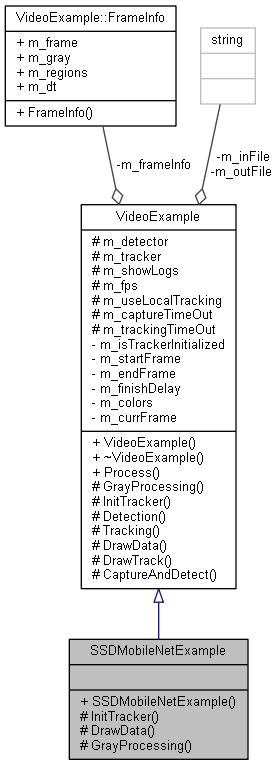 VideoExample::FrameInfo
+ m_frame
+ m_gray
+ m_regions
+ m_dt
+ FrameInfo()
string
-m_frameInfo
-m_inFile
-m_outFile
VideoExample
# m_detector
# m_tracker
# m_showLogs
# m_fps
# m_useLocalTracking
# m_captureTimeOut
# m_trackingTimeOut
- m_isTrackerInitialized
- m_startFrame
- m_endFrame
- m_finishDelay
- m_colors
- m_currFrame
+ VideoExample()
+ ~VideoExample()
+ Process()
# GrayProcessing()
# InitTracker()
# Detection()
# Tracking()
# DrawData()
# DrawTrack()
# CaptureAndDetect()
SSDMobileNetExample
+ SSDMobileNetExample()
# InitTracker()
# DrawData()
# GrayProcessing()